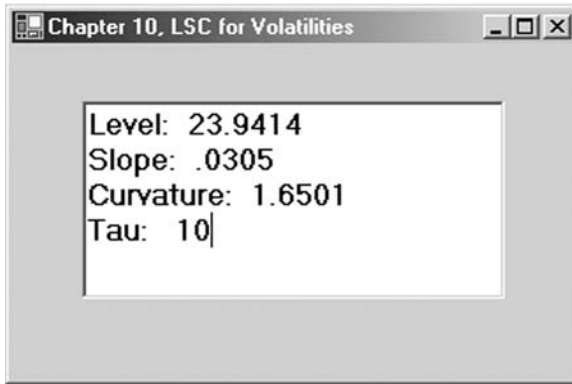 Chapter 10, LSC for Volatilities
Level: 23.9414
Slope: .0305
Curvature: 1.6501
Tau: 10